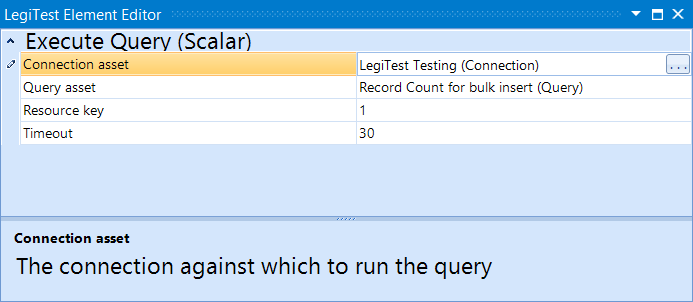 LegiTest Element Editor
Execute Query (Scalar)
Connection asset LegiTest Testing (Connection) ...
Query asset Record Count for bulk insert (Query)
Resource key 1
Timeout 30
Connection asset
The connection against which to run the query